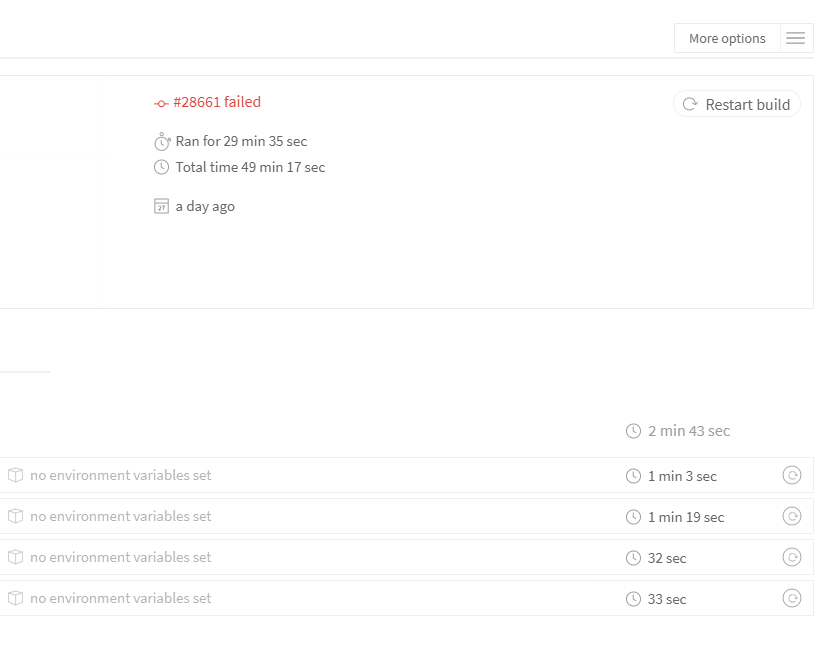 More options
#28661 failed
Restart build
Ran for 29 min 35 sec
Total time 49 min 17 sec
27
a day ago
2 min 43 sec
no environment variables set
1 min 3 sec
no environment variables set
1 min 19 sec
no environment variables set
32 sec
no environment variables set
33 sec